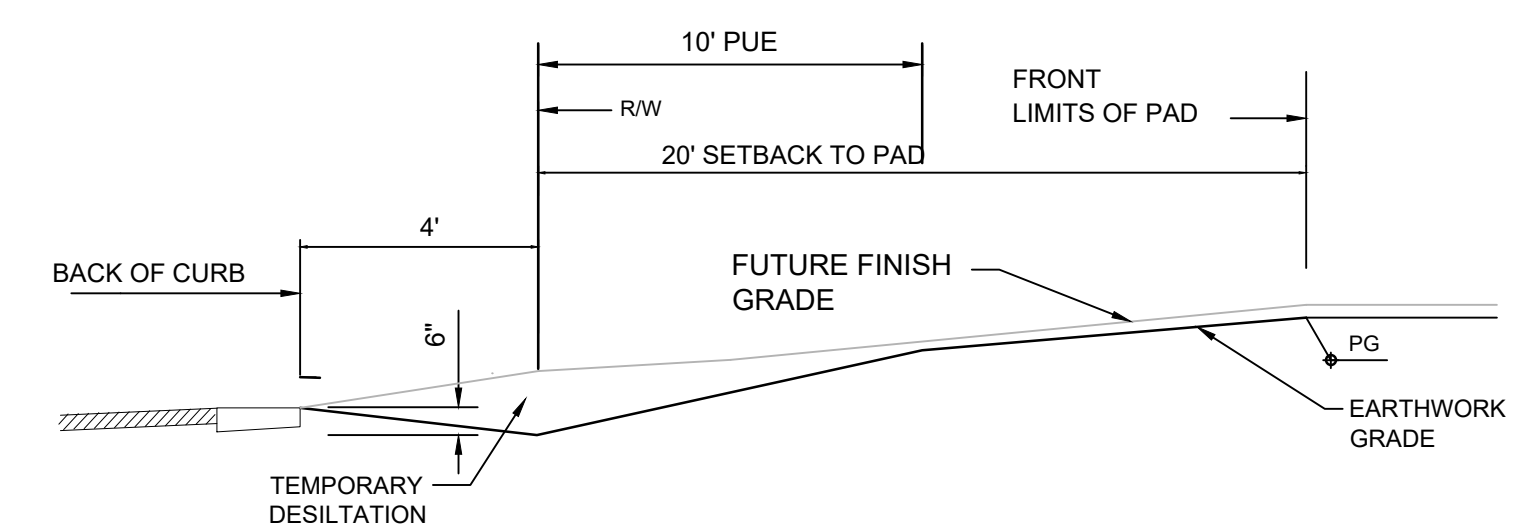 10' PUE
FRONT
LIMITS OF PAD
R/W
20' SETBACK TO PAD
4'
BACK OF CURB
FUTURE FINISH
GRADE
6"
PG
EARTHWORK
GRADE
TEMPORARY
DESILTATION